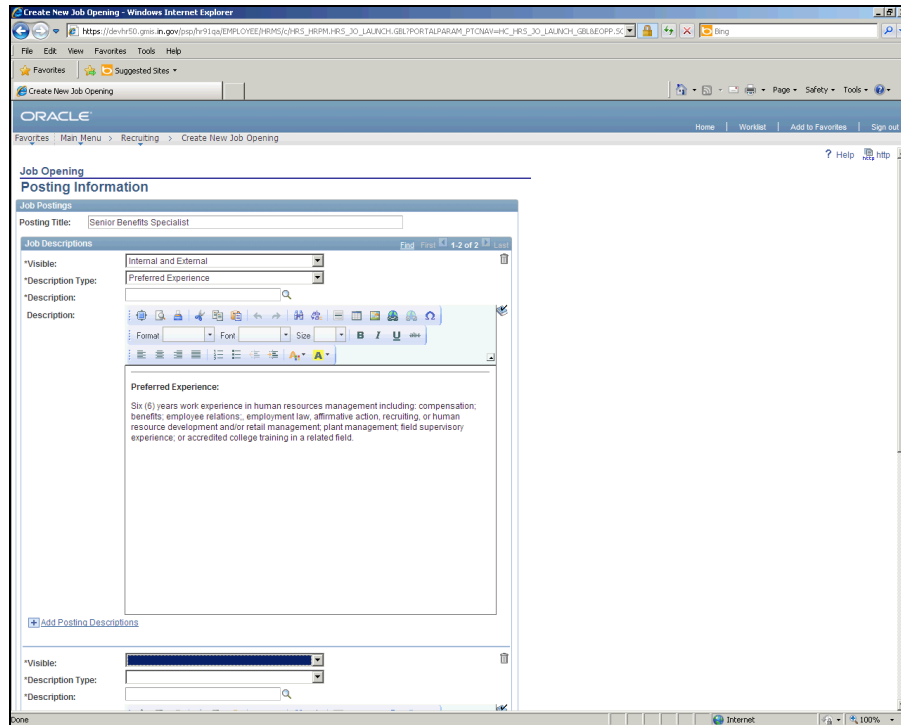 Create New Job Opening - Windows Internet Explorer
https://devhr50.gmis.in.gov/psp/hr91qa/EMPLOYEE/HRMS/c/HRS_HRPM.HRS_JO_LAUNCH.GBL?PORTALPARAM_PTCNAV=HC_HRS_JO_LAUNCH_GBL&EOPP.SC
Bing
File Edit View Favorites Tools Help
Favorites Suggested Sites
Create New Job Opening
Page Safety Tools
ORACLE
Home | Worklist | Add to Favorites | Sign out
Favorites Main Menu > Recruiting > Create New Job Opening
? Help http
Job Opening
Posting Information
Job Postings
Posting Title: Senior Benefits Specialist
Job Descriptions Find First 1-2 of 2 Last
*Visible: Internal and External
*Description Type: Preferred Experience
*Description:
Description:
Format Font Size B I U abc
A A
Preferred Experience:
Six (6) years work experience in human resources management including: compensation;
benefits; employee relations;, employment law, affirmative action, recruiting, or human
resource development and/or retail management; plant management; field supervisory
experience; or accredited college training in a related field.
Add Posting Descriptions
*Visible:
*Description Type:
*Description:
Done Internet 100%